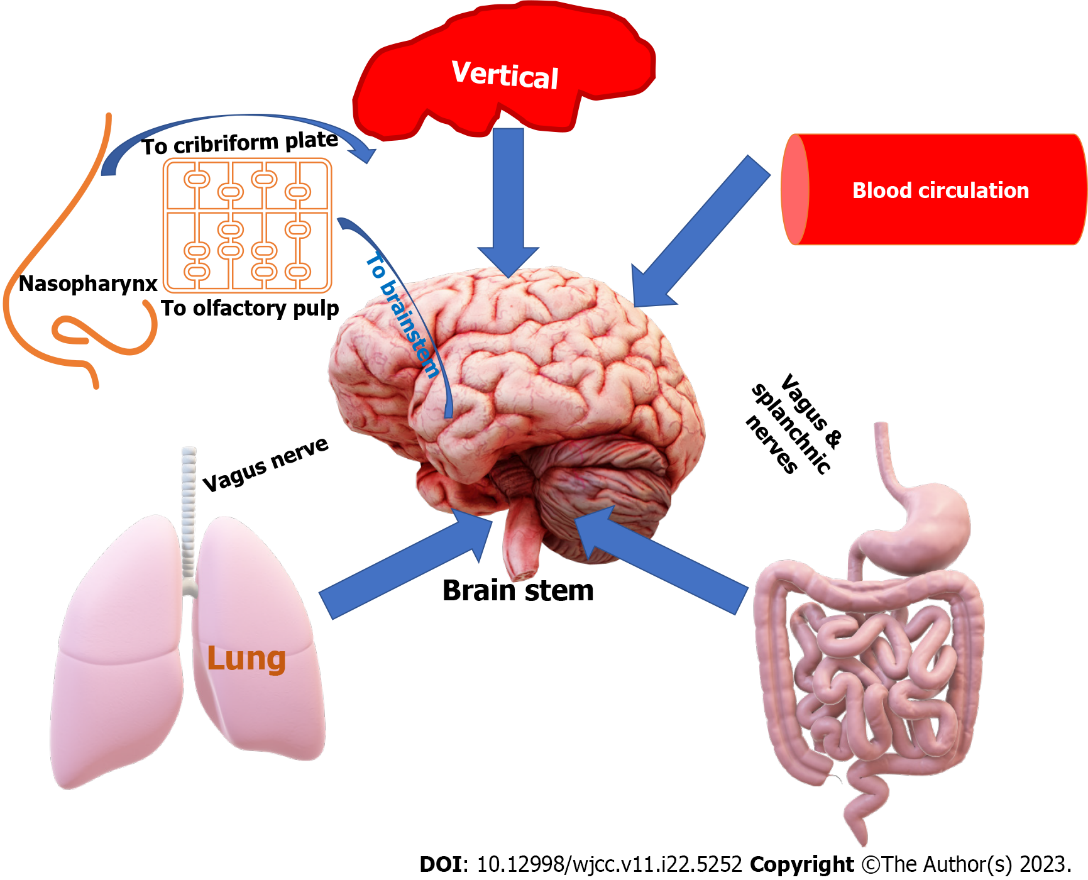 Vertical
To cribriform plate
Blood circulation
Nasopharynx
To olfactory pulp
To brainstem
Vagus &
splanchnic
nerves
Vagus nerve
Brain stem
Lung
DOI: 10.12998/wjcc.v11.i22.5252 Copyright ©The Author(s) 2023.